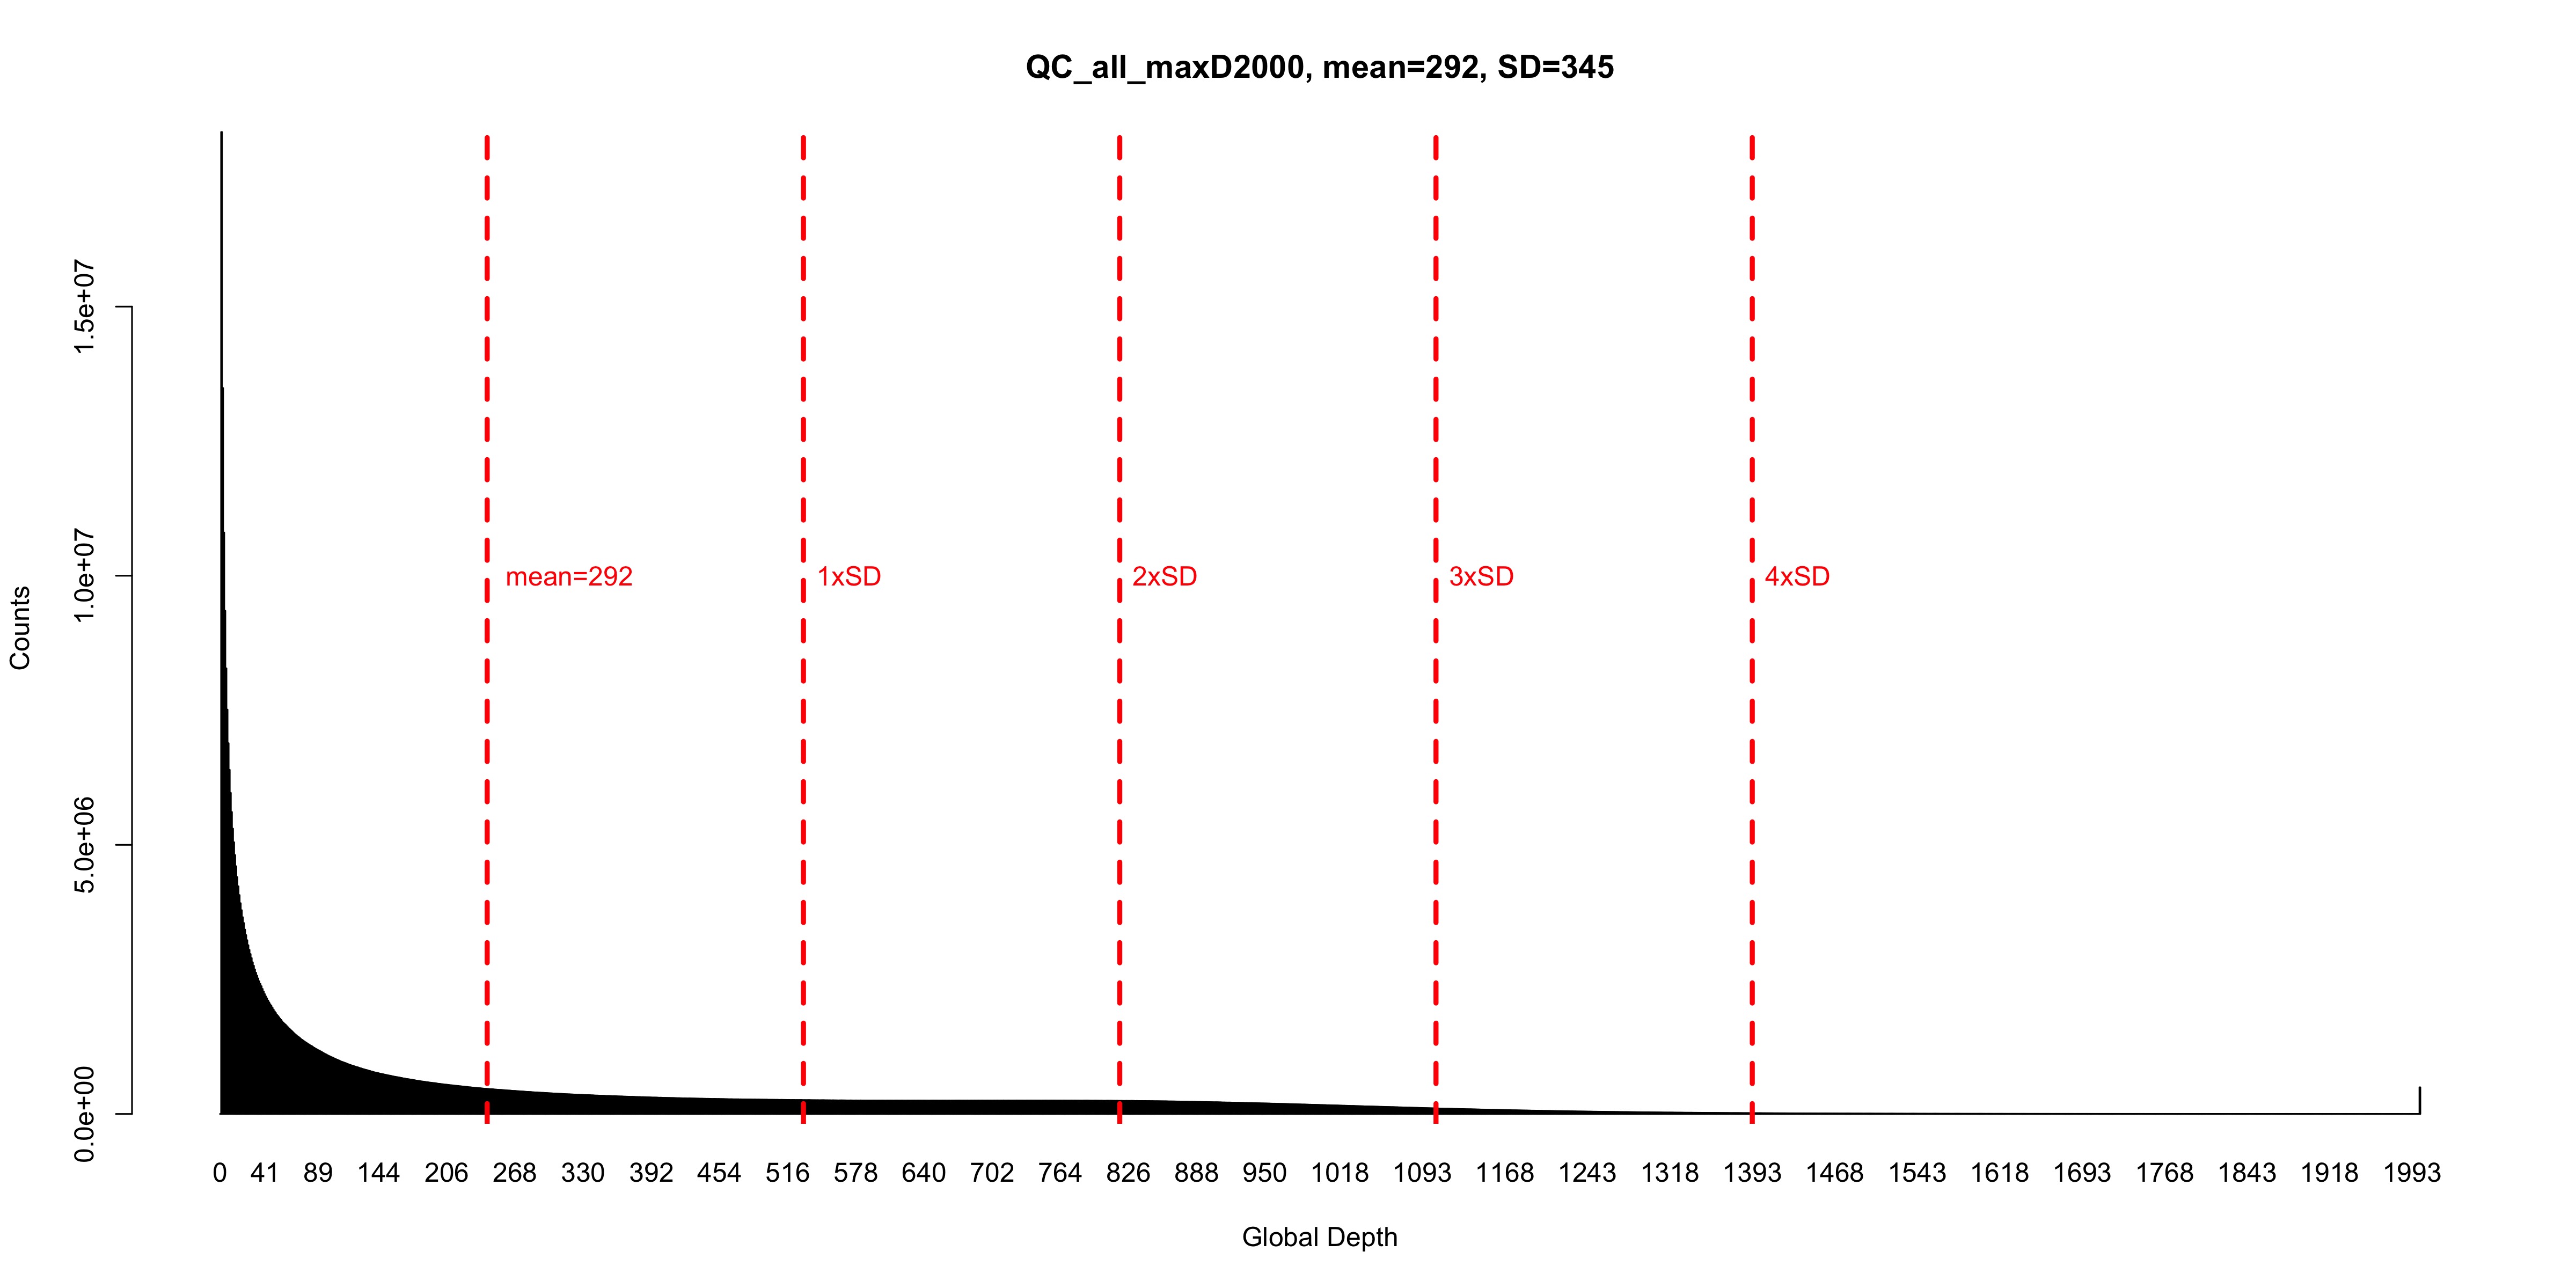 QC_all_maxD2000, mean=292, SD=345
1.5e+07
1.0e+07
5.0e+06
0.0e+00
Counts
mean=292 1xSD 2xSD 3xSD 4xSD
0 41 89 144 206 268 330 392 454 516 578 640 702 764 826 888 950 1018 1093 1168 1243 1318 1393 1468 1543 1618 1693 1768 1843 1918 1993
Global Depth